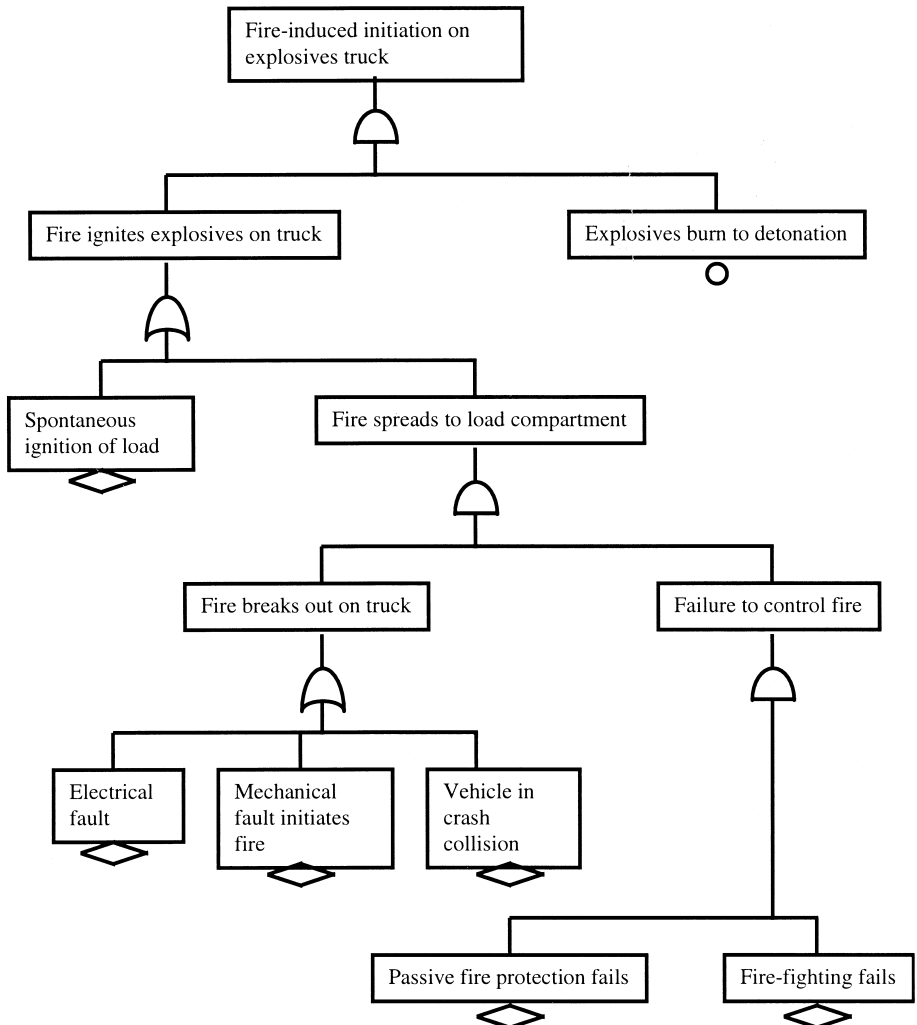 Fire-induced initiation on
explosives truck
Fire ignites explosives on truck
Explosives burn to detonation
Spontaneous
ignition of load
Fire spreads to load compartment
Fire breaks out on truck
Failure to control fire
Electrical
fault
Mechanical
fault initiates
fire
Vehicle in
crash
collision
Passive fire protection fails
Fire-fighting fails